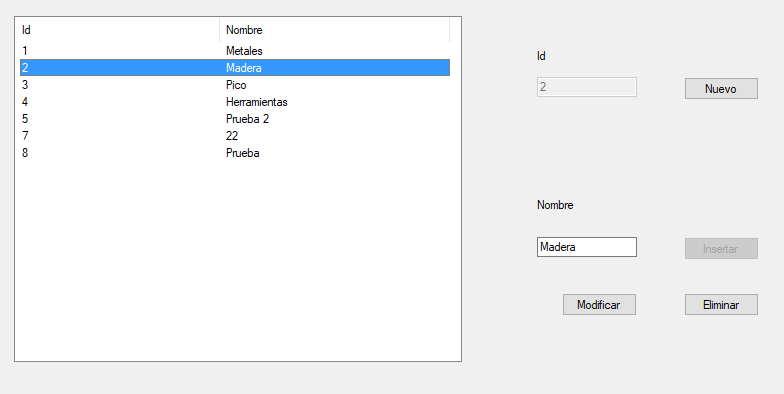 Id Nombre
1 Metales
2 Madera
3 Pico
4 Herramientas
5 Prueba 2
7 22
8 Prueba
Id
2 Nuevo
Nombre
Madera Insertar
Modificar Eliminar